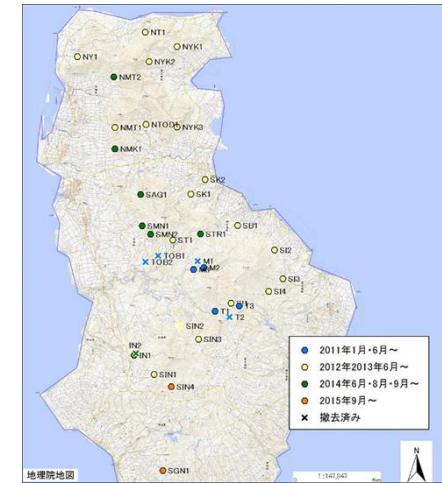 NT1
NYK1
NY1
NYK2
NMT2
NMT1
NTOD1
NYK3
NMK1
SK2
SAG1
SK1
SMN1
SMN2
STR1
SU1
ST1
TOB1
TOB2
M1
M2
SI2
SI3
SI4
T1
T3
T2
SIN2
SIN3
IN2
IN1
SIN1
SIN4
SGN1
2011年1月・6月~
2012年2013年6月~
2014年6月・8月・9月~
2015年9月~
撤去済み
N
地理院地図